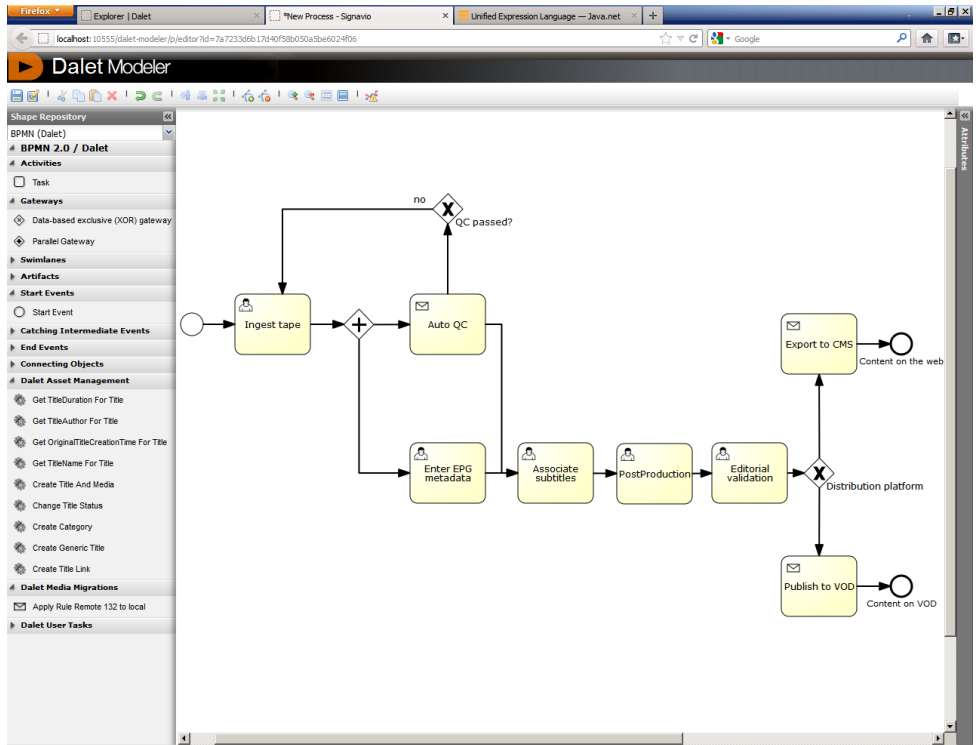 Firefox
Explorer | Dalet
*New Process - Signavio
Unified Expression Language — Java.net
localhost:10555/dalet-modeler/p/editor?id=7a7233d6b17d40f58b050a5be6024f06
Google
Dalet Modeler
Shape Repository
BPMN (Dalet)
BPMN 2.0 / Dalet
Activities
Task
Gateways
Data-based exclusive (XOR) gateway
Parallel Gateway
Swimlanes
Artifacts
Start Events
Start Event
Catching Intermediate Events
End Events
Connecting Objects
Dalet Asset Management
Get TitleDuration For Title
Get TitleAuthor For Title
Get OriginalTitleCreationTime For Title
Get TitleName For Title
Create Title And Media
Change Title Status
Create Category
Create Generic Title
Create Title Link
Dalet Media Migrations
Apply Rule Remote 132 to local
Dalet User Tasks
Attributes
no
QC passed?
Ingest tape
Auto QC
Export to CMS
Content on the web
Enter EPG
metadata
Associate
subtitles
PostProduction
Editorial
validation
Distribution platform
Publish to VOD
Content on VOD